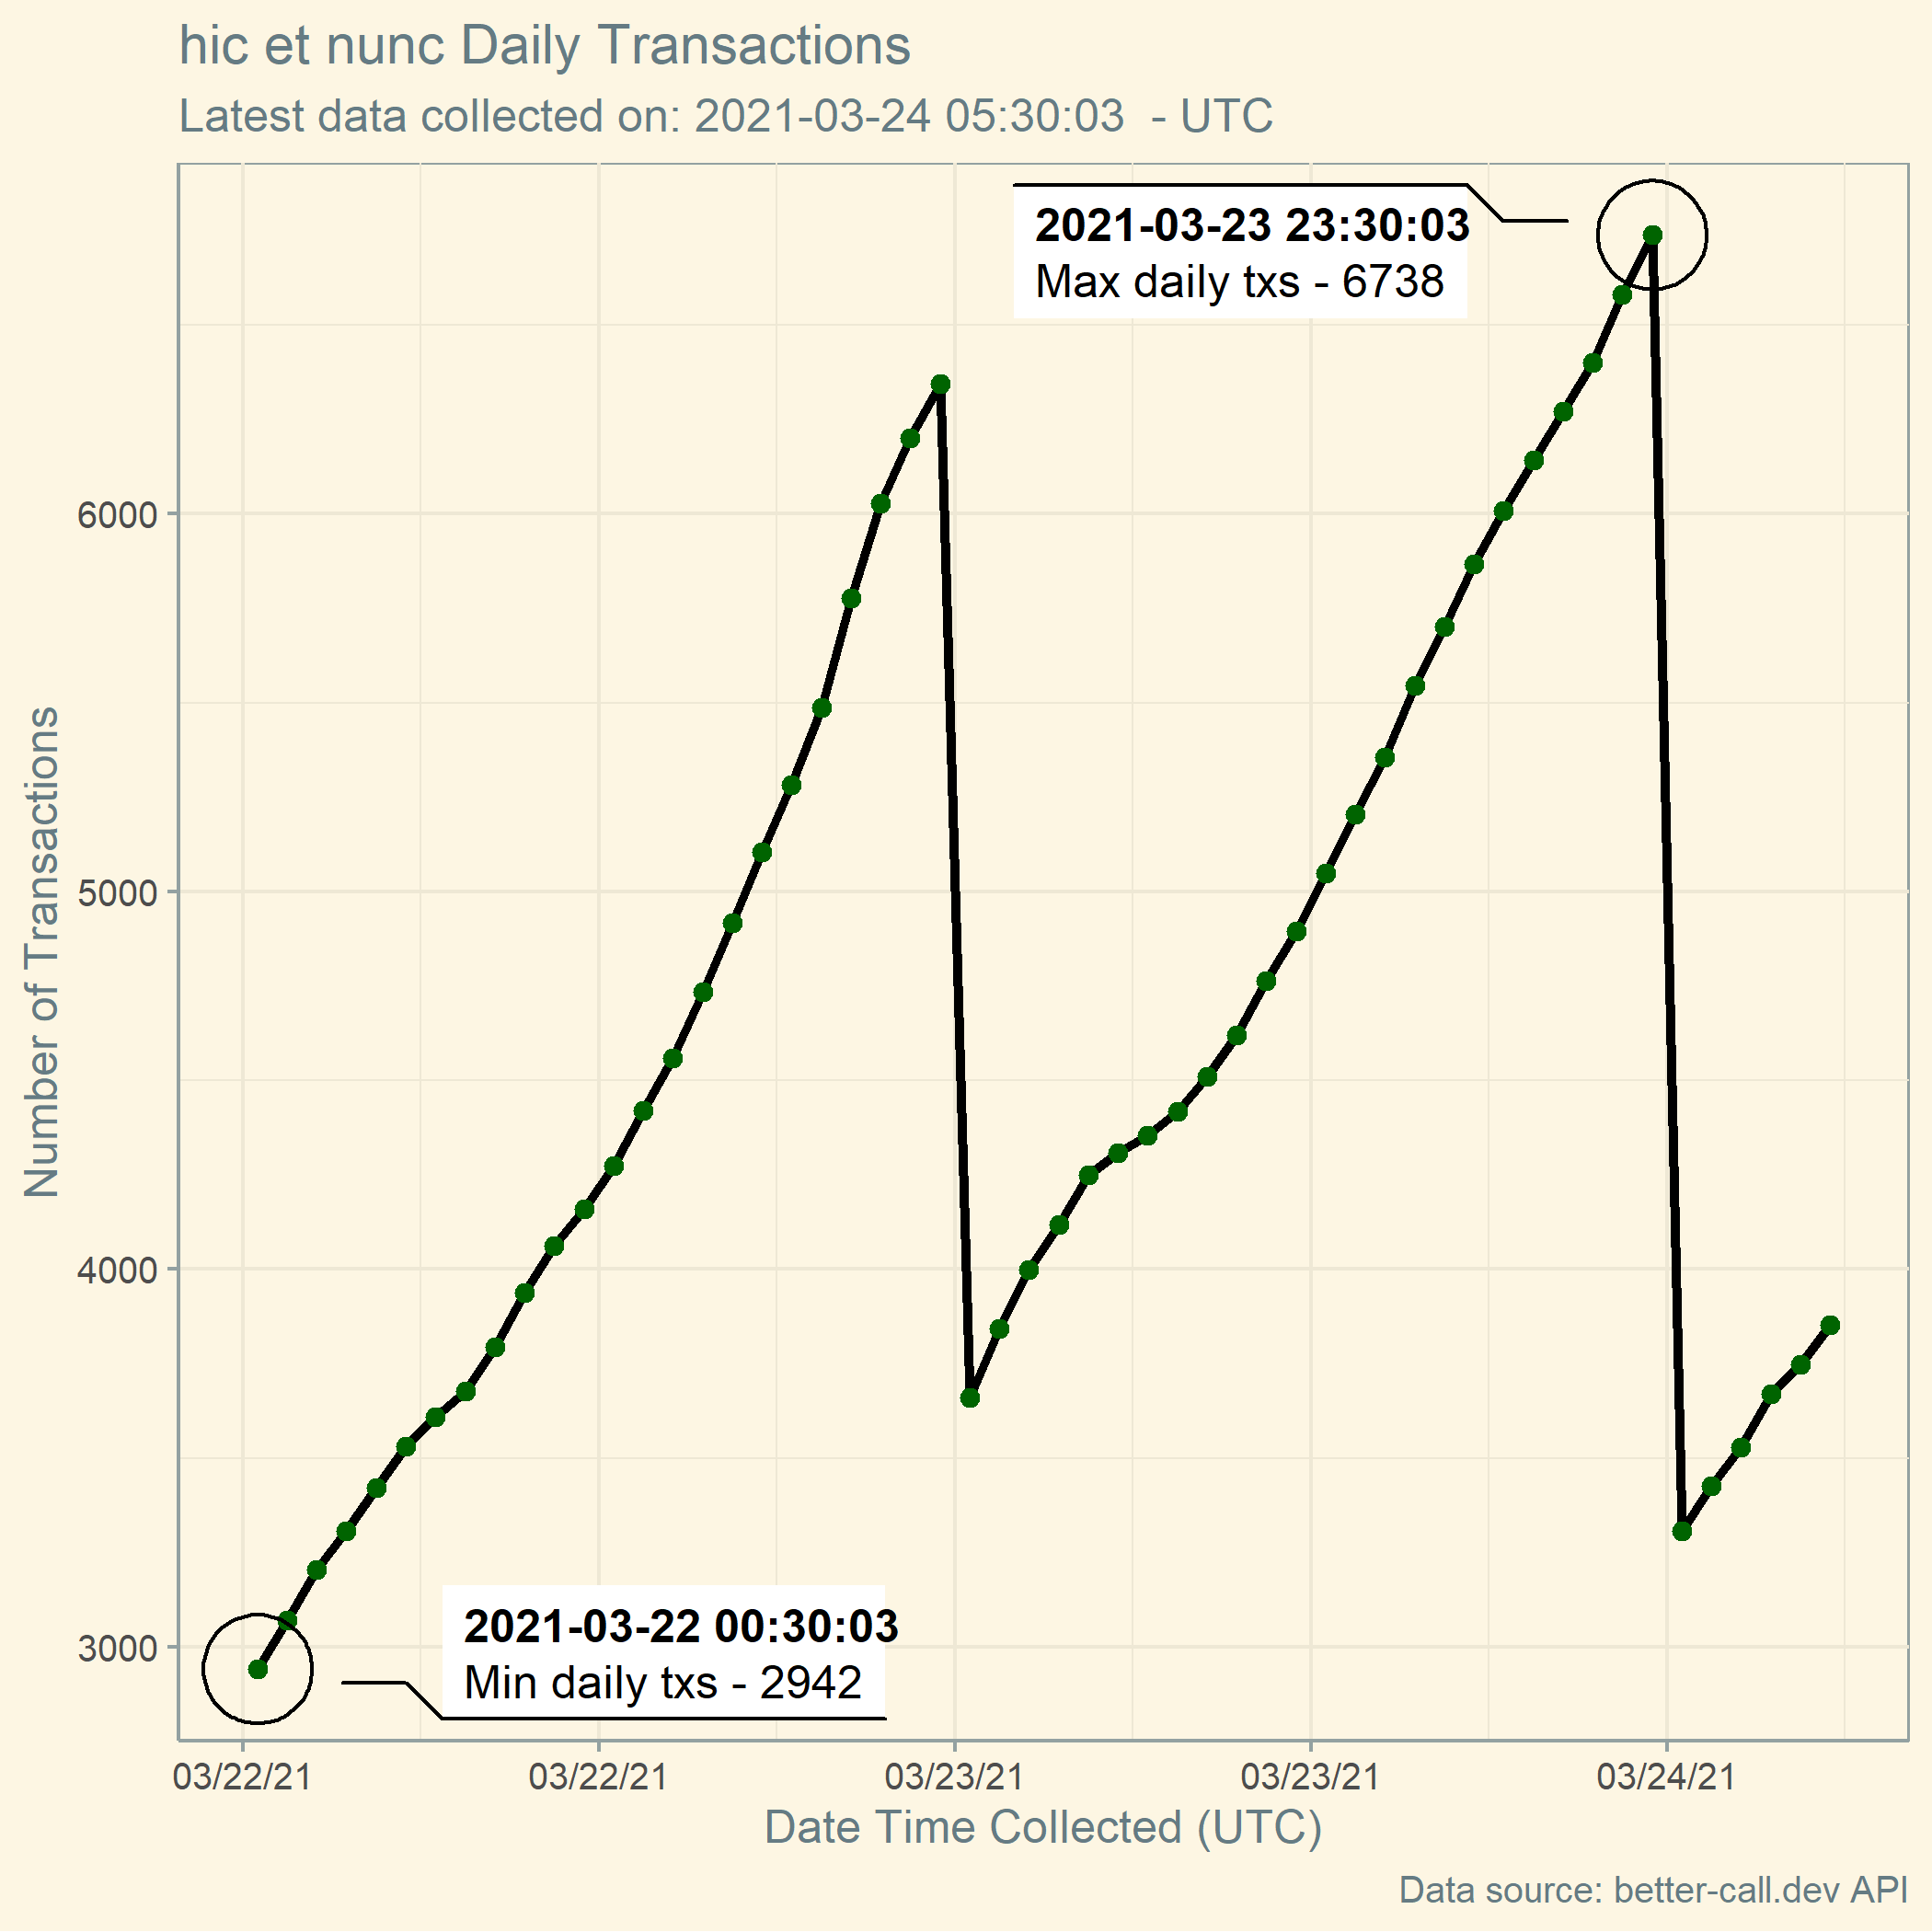 hic et nunc Daily Transactions
Latest data collected on: 2021-03-24 05:30:03  - UTC
2021-03-23 23:30:03
Max daily txs - 6738
Number of Transactions
6000
5000
4000
3000
2021-03-22 00:30:03
Min daily txs - 2942
03/22/21
03/22/21
03/23/21
03/23/21
03/24/21
Date Time Collected (UTC)
Data source: better-call.dev API